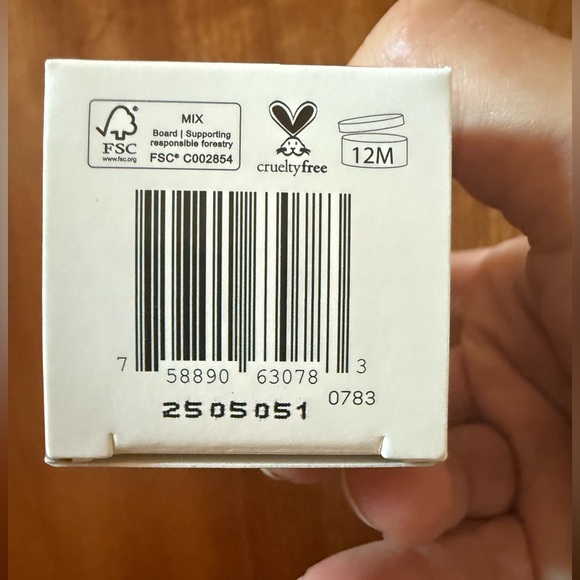 FSC
www.fsc.org
MIX
Board | Supporting
responsible forestry
FSC® C002854
crueltyfree
12M
7 58890 63078 3
0783
2505051